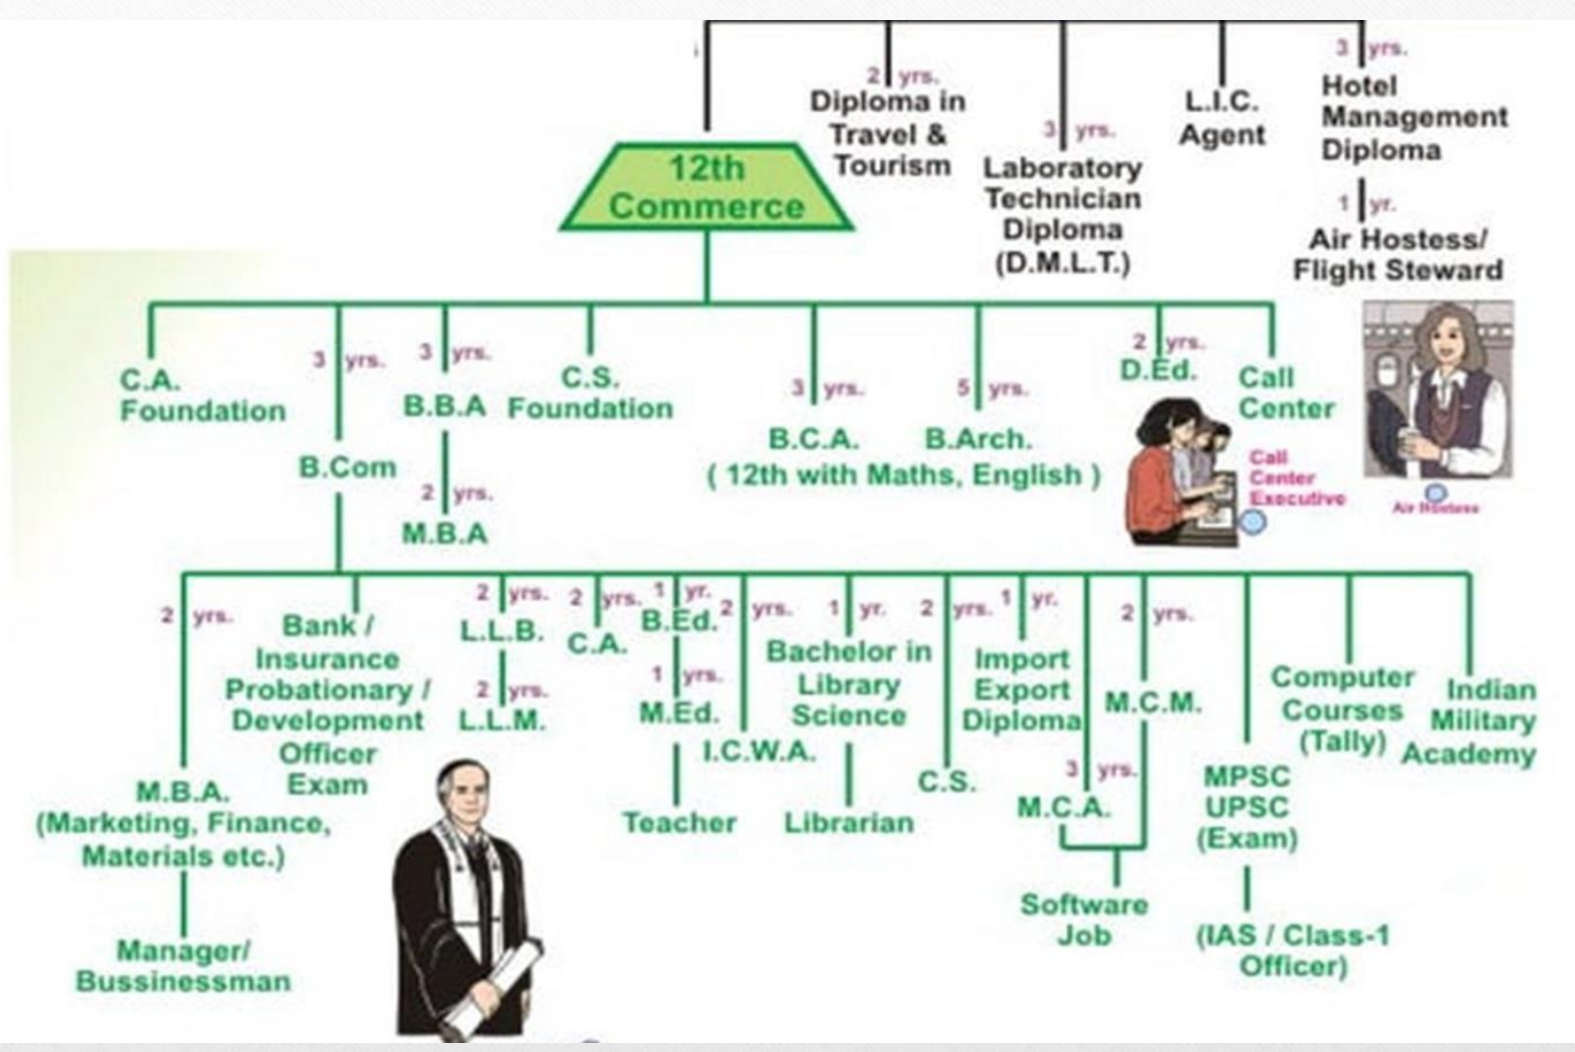 3 yrs.
2 yrs.
Hotel
Management
Diploma
Diploma in
Travel &
Tourism
L.I.C.
Agent
3 yrs.
Laboratory
Technician
Diploma
(D.M.L.T.)
12th
Commerce
1 yr.
Air Hostess/
Flight Steward
C.A.
Foundation
3 yrs.
B.Com
3 yrs.
B.B.A
2 yrs.
M.B.A
C.S.
Foundation
3 yrs.
B.C.A.
5 yrs.
B.Arch.
( 12th with Maths, English )
2 yrs.
D.Ed.
Call
Center
Call
Center
Executive
Air Hostess
2 yrs.
M.B.A.
(Marketing, Finance,
Materials etc.)
Manager/
Bussinessman
Bank /
Insurance
Probationary /
Development
Officer
Exam
2 yrs.
L.L.B.
2 yrs.
L.L.M.
2 yrs.
C.A.
1 yr.
B.Ed.
1 yrs.
M.Ed.
Teacher
2 yrs.
I.C.W.A.
1 yr.
Bachelor in
Library
Science
Librarian
2 yrs.
C.S.
1 yr.
Import
Export
Diploma
3 yrs.
M.C.A.
2 yrs.
M.C.M.
Software
Job
MPSC
UPSC
(Exam)
(IAS / Class-1
Officer)
Computer
Courses
(Tally)
Indian
Military
Academy